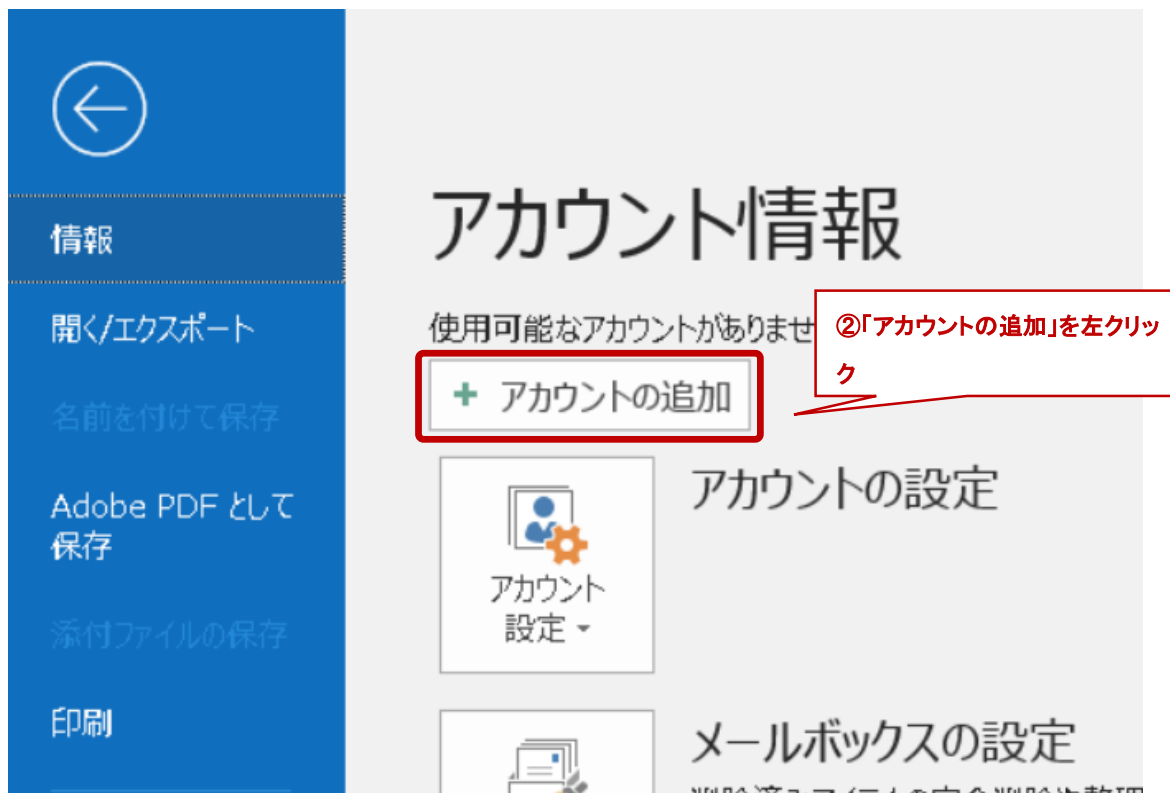 情報
開く/エクスポート
名前を付けて保存
Adobe PDF として
保存
添付ファイルの保存
印刷
アカウント情報
使用可能なアカウントがありませ
②「アカウントの追加」を左クリッ
ク
+ アカウントの追加
アカウントの設定
アカウント
設定
メールボックスの設定